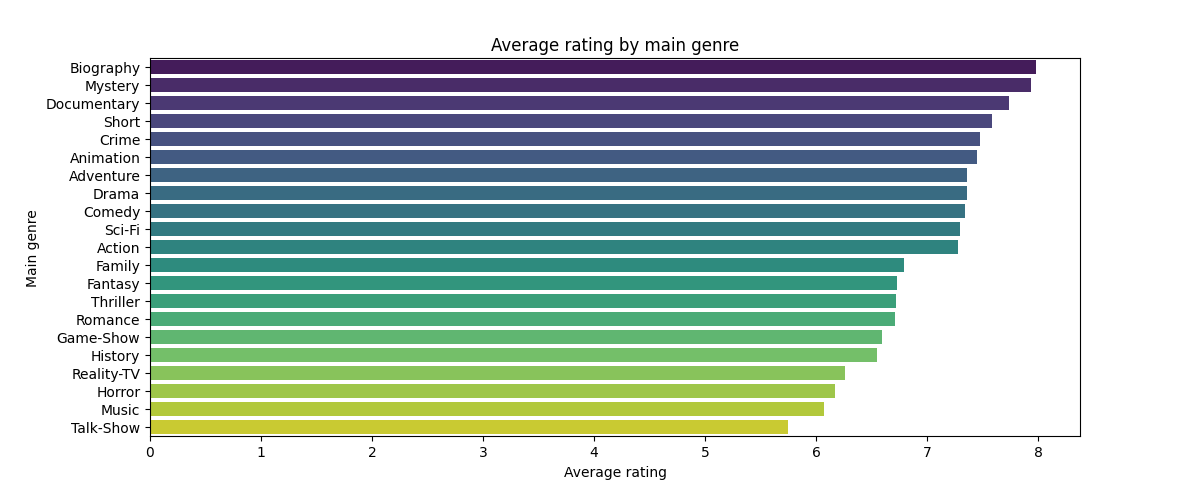 Average rating by main genre
Main genre
Biography
Mystery
Documentary
Short
Crime
Animation
Adventure
Drama
Comedy
Sci-Fi
Action
Family
Fantasy
Thriller
Romance
Game-Show
History
Reality-TV
Horror
Music
Talk-Show
0 1 2 3 4 5 6 7 8
Average rating